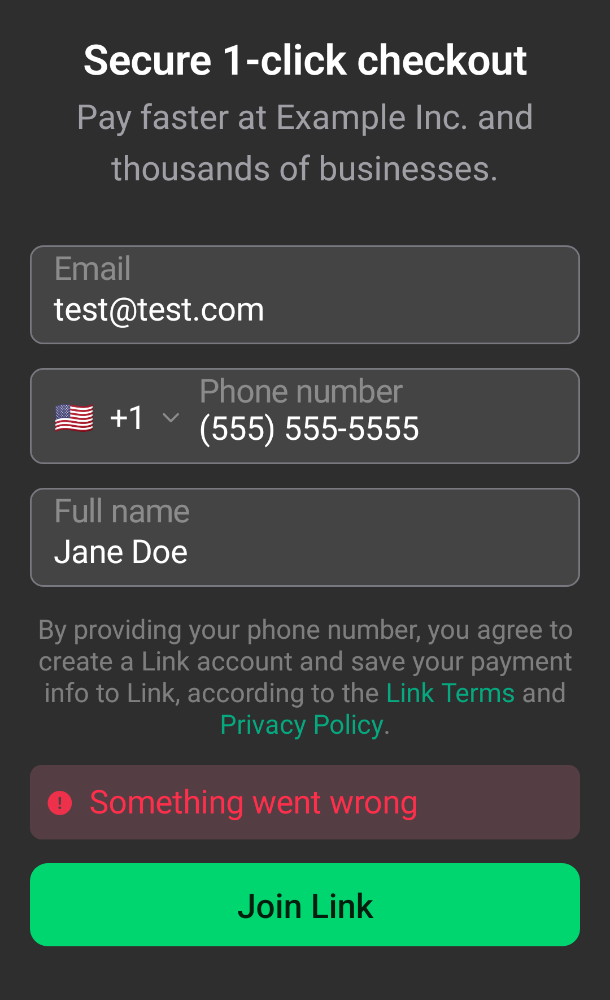 Secure 1-click checkout
Pay faster at Example Inc. and
thousands of businesses.
Email
test@test.com
Phone number
+1 (555) 555-5555
Full name
Jane Doe
By providing your phone number, you agree to
create a Link account and save your payment
info to Link, according to the Link Terms and
Privacy Policy.
Something went wrong
Join Link